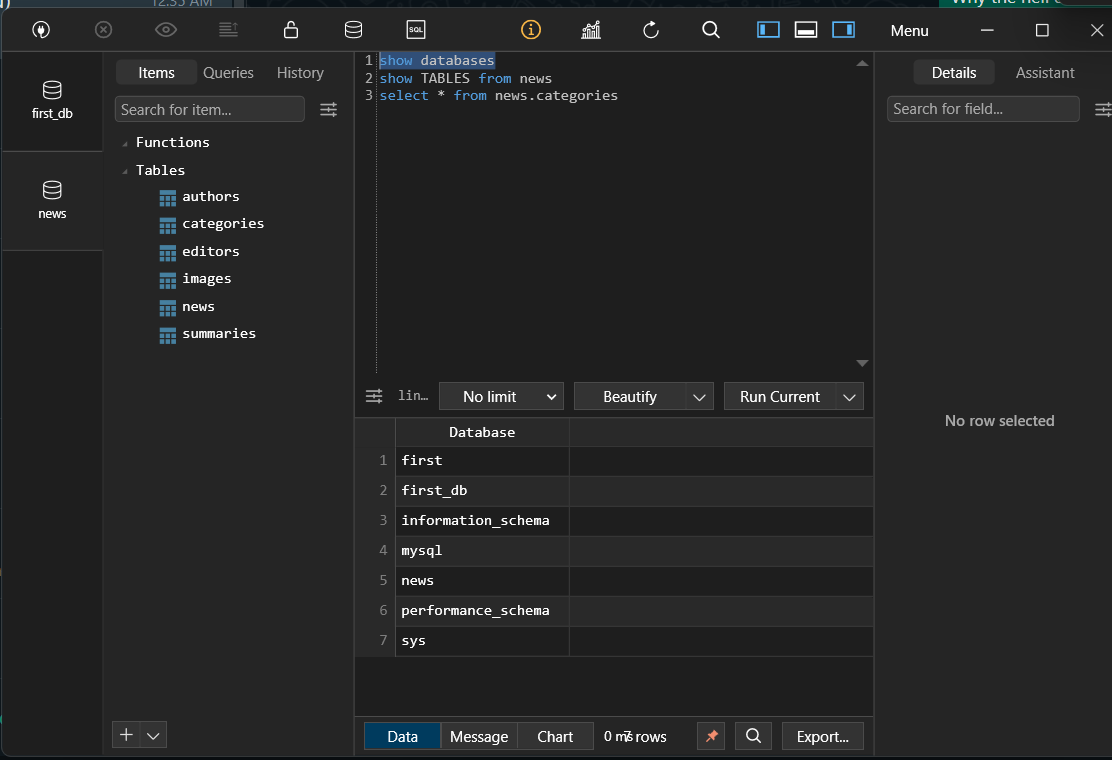 12:35 AM
SQL
Menu
first_db
news
Items Queries History
Search for item...
Functions
Tables
authors
categories
editors
images
news
summaries
1 show databases
2 show TABLES from news
3 select * from news.categories
lin...
No limit
Beautify
Run Current
Database
1 first
2 first_db
3 information_schema
4 mysql
5 news
6 performance_schema
7 sys
Data Message Chart
0 ms
7 rows
Export...
Details Assistant
Search for field...
No row selected